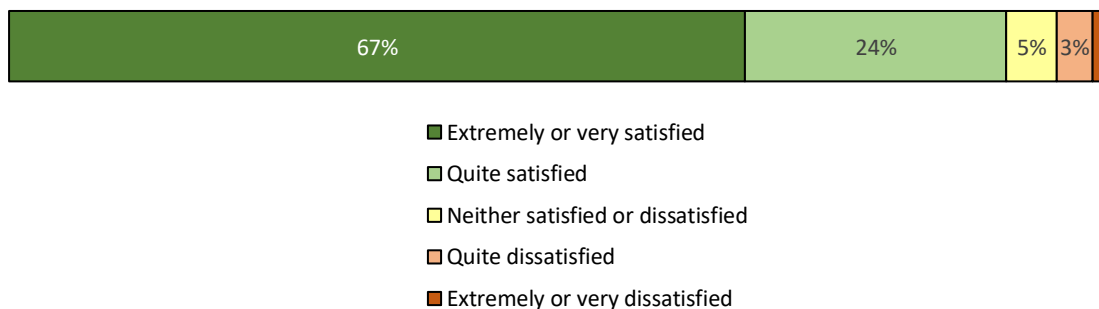 67% 24% 5% 3%
Extremely or very satisfied
Quite satisfied
Neither satisfied or dissatisfied
Quite dissatisfied
Extremely or very dissatisfied